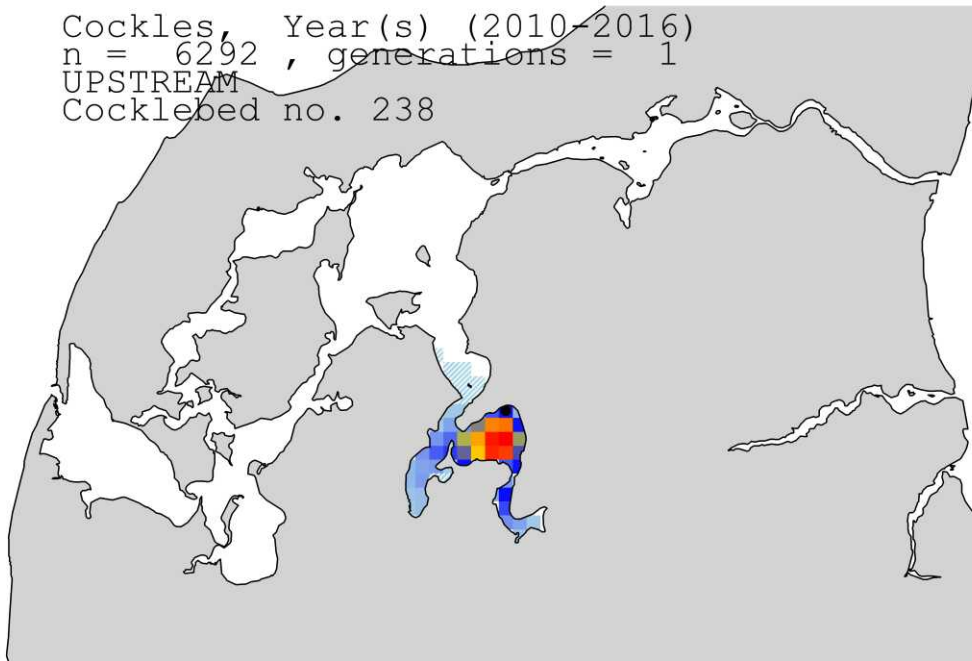 Cockles,  Year(s) (2010-2016)
n =  6292 , generations =  1
UPSTREAM
Cocklebed no. 238